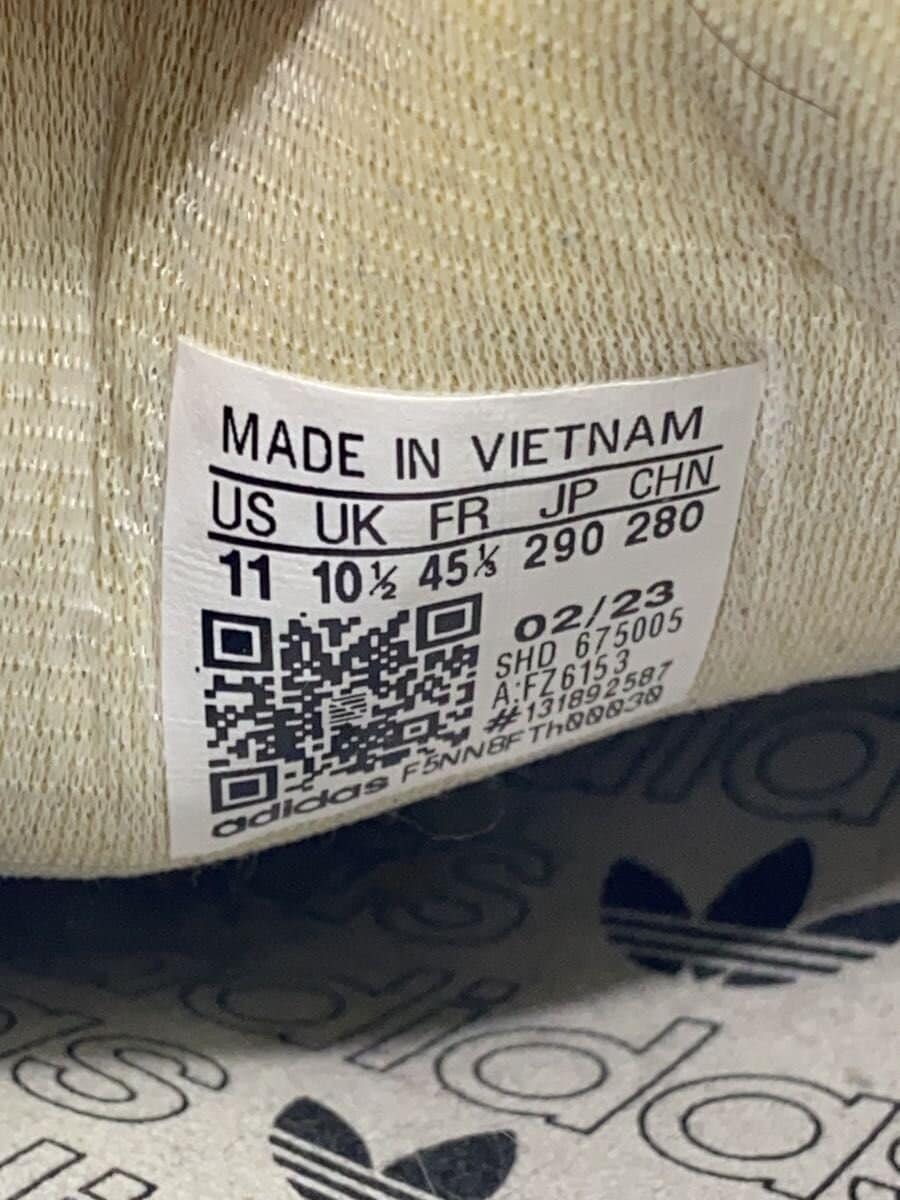 MADE IN VIETNAM
US UK FR JP CHN
11 10½ 45⅓ 290 280
02/23
SHD 675005
A:FZ6153
#131892587
adidas F5NN8FTh00030
adidas